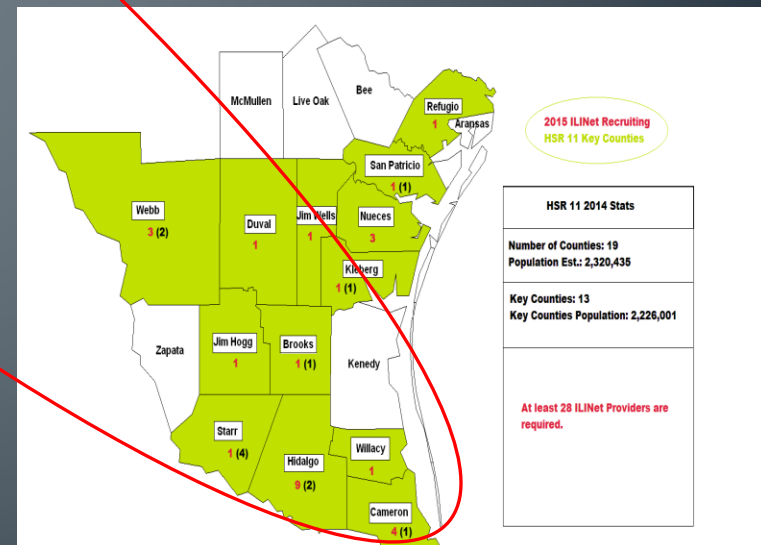 Bee
McMullen
Live Oak
Refugio
1
Aransas
San Patricio
1 (1)
Webb
3 (2)
Duval
1
Jim Wells
1
Nueces
3
Kleberg
1 (1)
Zapata
Jim Hogg
1
Brooks
1 (1)
Kenedy
Starr
1 (4)
Hidalgo
9 (2)
Willacy
1
Cameron
4 (1)
2015 ILINet Recruiting
HSR 11 Key Counties
HSR 11 2014 Stats
Number of Counties: 19
Population Est.: 2,320,435
Key Counties: 13
Key Counties Population: 2,226,001
At least 28 ILINet Providers are
required.